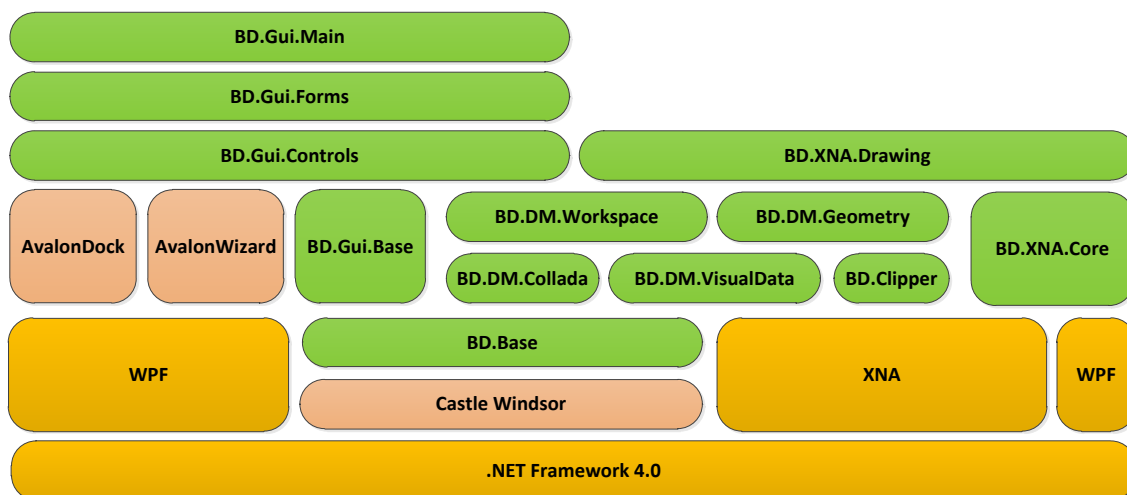 BD.Gui.Main
BD.Gui.Forms
BD.Gui.Controls
BD.XNA.Drawing
AvalonDock
AvalonWizard
BD.Gui.Base
BD.DM.Workspace
BD.DM.Geometry
BD.XNA.Core
BD.DM.Collada
BD.DM.VisualData
BD.Clipper
WPF
BD.Base
XNA
WPF
Castle Windsor
.NET Framework 4.0